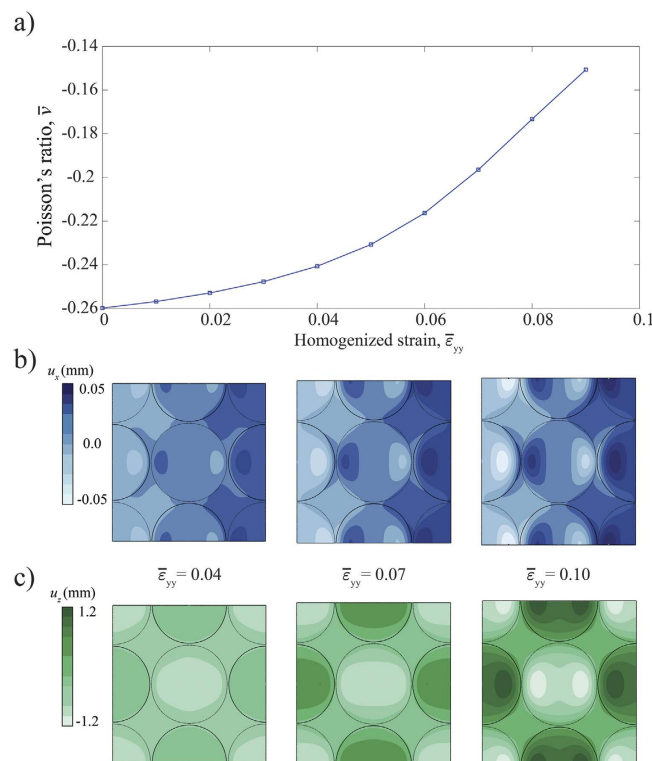 a)
Poisson's ratio, ν̅
-0.14
-0.16
-0.18
-0.2
-0.22
-0.24
-0.26
0 0.02 0.04 0.06 0.08 0.1
Homogenized strain, ε̅yy
b)
ux (mm)
0.05
0.0
-0.05
c)
ε̅yy = 0.04 ε̅yy = 0.07 ε̅yy = 0.10
uz (mm)
1.2
-1.2